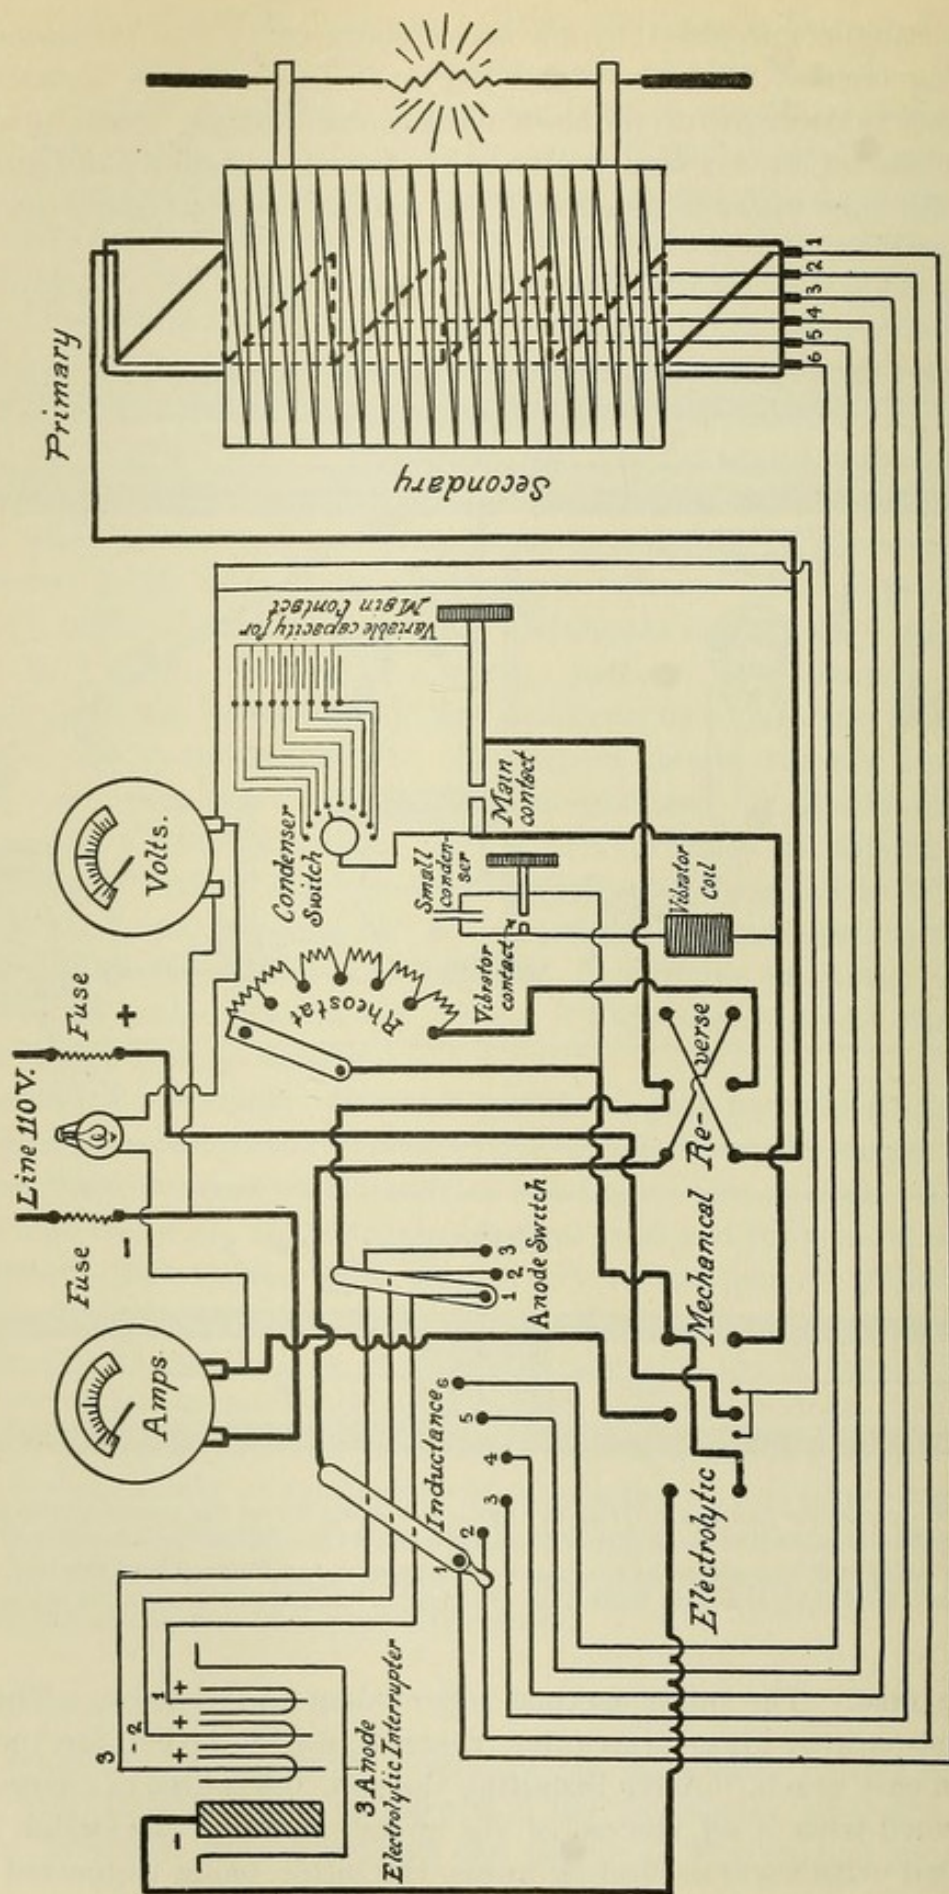 Primary
1
2
3
4
5
6
Secondary
Variable capacity for
Main Contact
Volts.
Condenser
Switch
Main
contact
Small
conden-
ser
Vibrator
contact
Vibrator
Coil
Fuse
+
Rheostat
Line 110 V.
Re-
verse
Fuse
-
Amps
3
2
1
Anode Switch
Mechanical
Inductance
6
5
4
3
2
1
Electrolytic
3
- 2
1
+
+
+
-
3 Anode
Electrolytic Interrupter